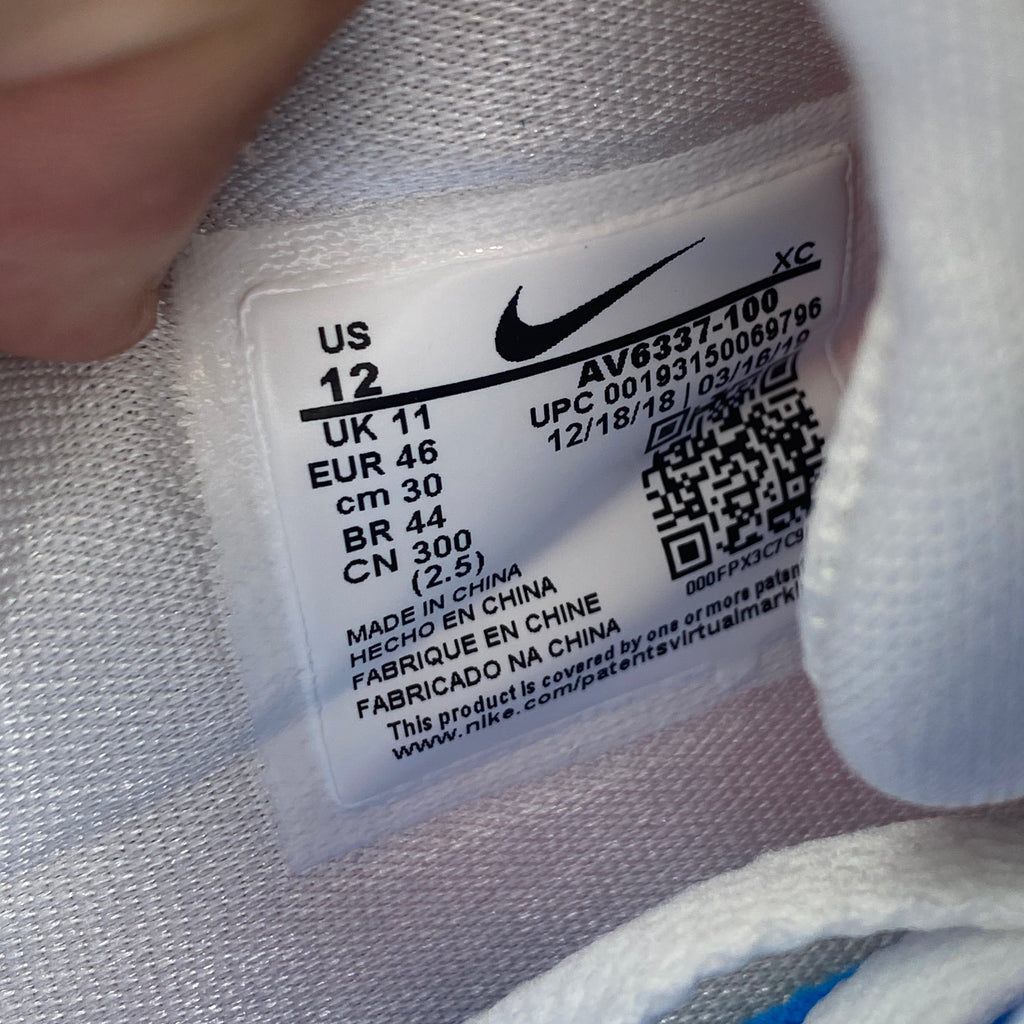 US
12
XC
AV6337-100
UPC 00193150069796
12/18/18 | 03/16/19
UK 11
EUR 46
cm 30
BR 44
CN 300
(2.5)
000FPX3C7C9
MADE IN CHINA
HECHO EN CHINA
FABRIQUE EN CHINE
FABRICADO NA CHINA
This product is covered by one or more
www.nike.com/patentsvirtualmark